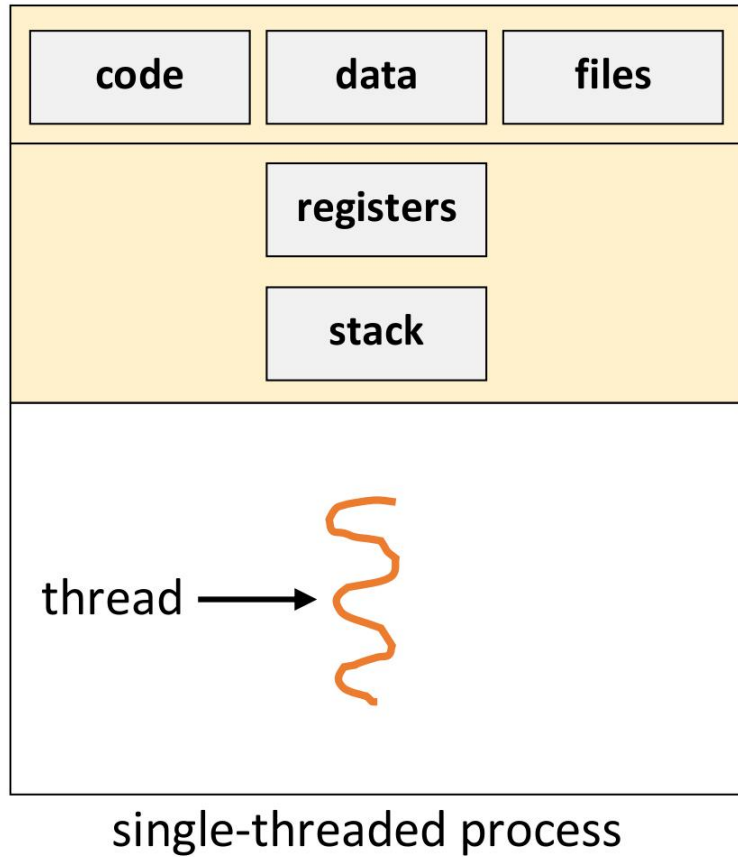 code data files
registers
stack
thread
single-threaded process